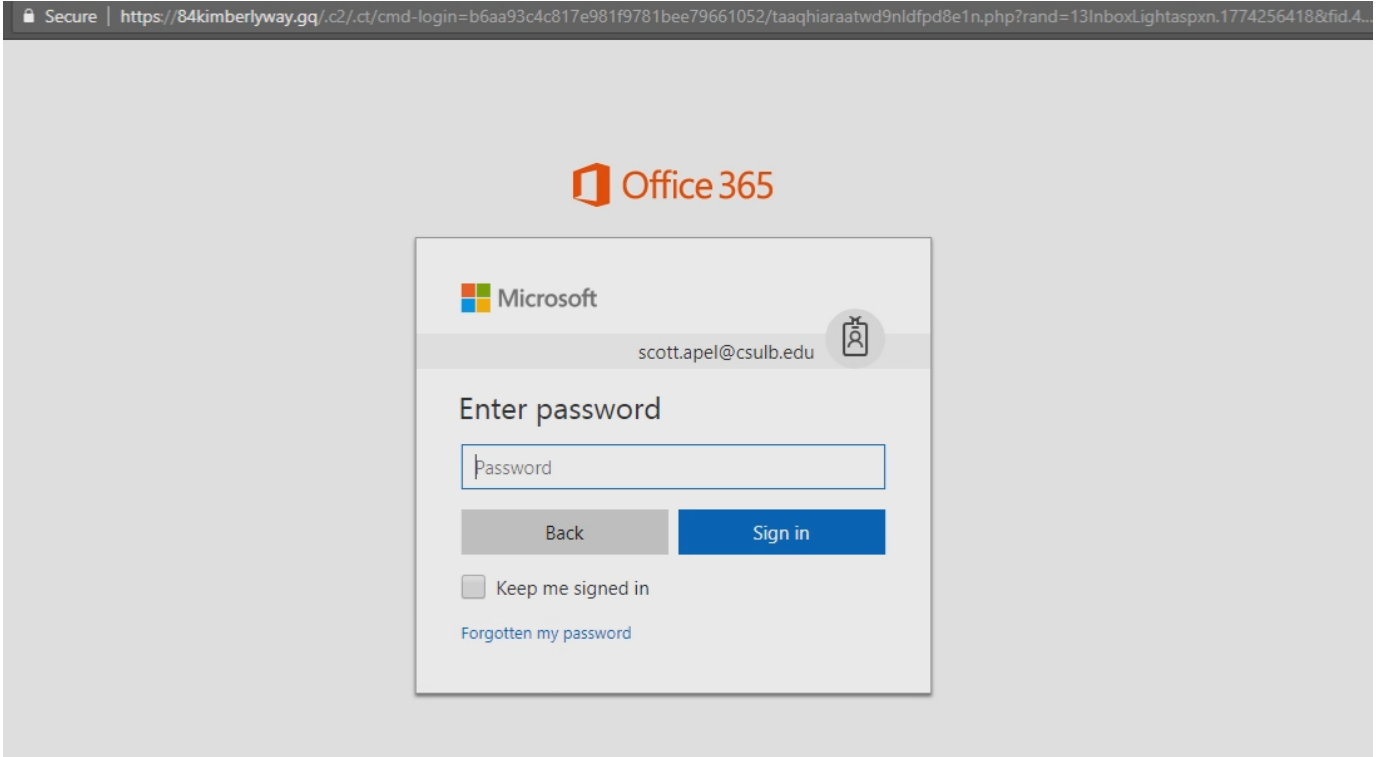 Secure | https://84kimberlyway.gq/.c2/.ct/cmd-login=b6aa93c4c817e981f9781bee79661052/taaqhiaraatwd9nldfpd8e1n.php?rand=13InboxLightaspxn.1774256418&fid.4...
Office 365
Microsoft
scott.apel@csulb.edu
Enter password
Password
Back Sign in
Keep me signed in
Forgotten my password